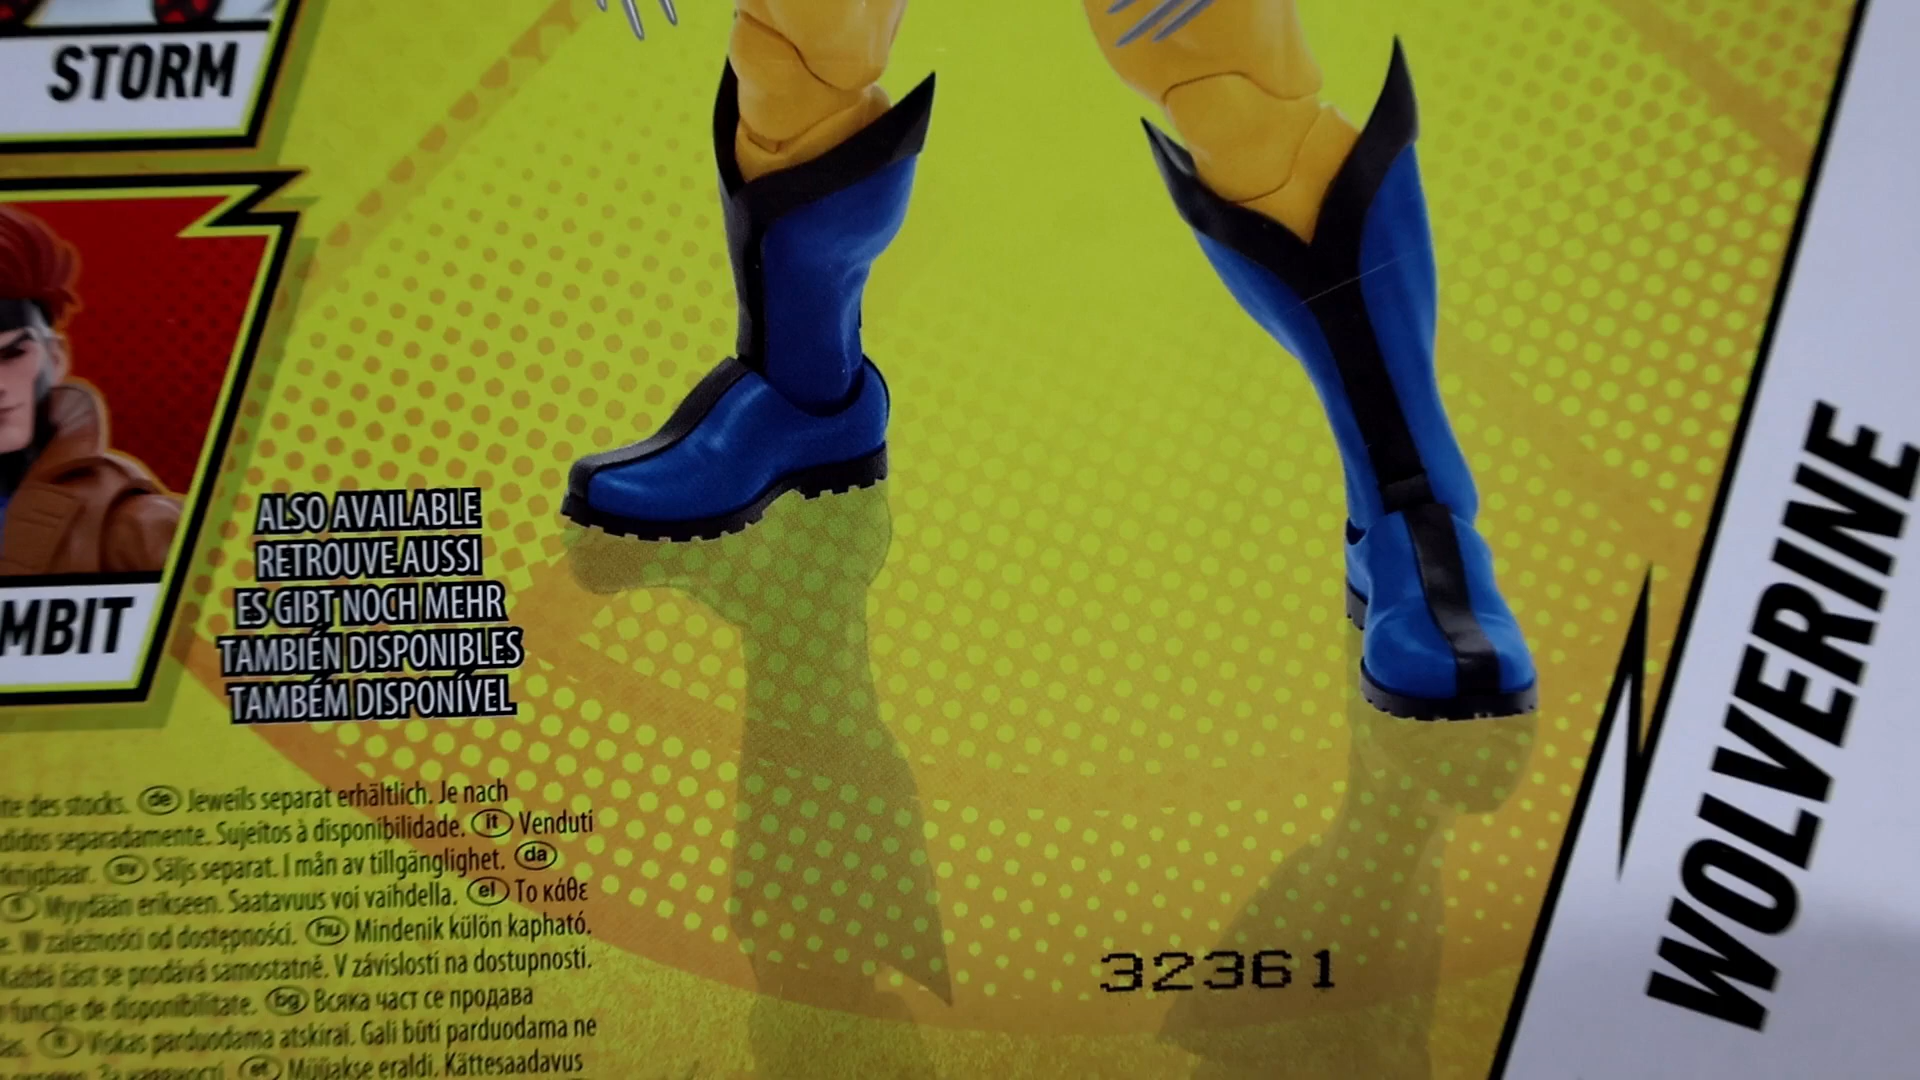 STORM
MBIT
ALSO AVAILABLE
RETROUVE AUSSI
ES GIBT NOCH MEHR
TAMBIÉN DISPONIBLES
TAMBÉM DISPONÍVEL
des stocks. de Jeweils separat erhältlich. Je nach
separadamente. Sujeitos à disponibilidade. it Venduti
sv Säljs separat. I mån av tillgänglighet. da
Myydään erikseen. Saatavuus voi vaihdella. el Το κάθε
W zależności od dostępności. hu Mindenik külön kapható.
Každá část se prodává samostatně. V závislosti na dostupnosti.
funcție de disponibilitate. bg Всяка част се продава
Viskas parduodama atskirai. Gali būti parduodama ne
et Müüakse eraldi. Kättesaadavus
32361
WOLVERINE